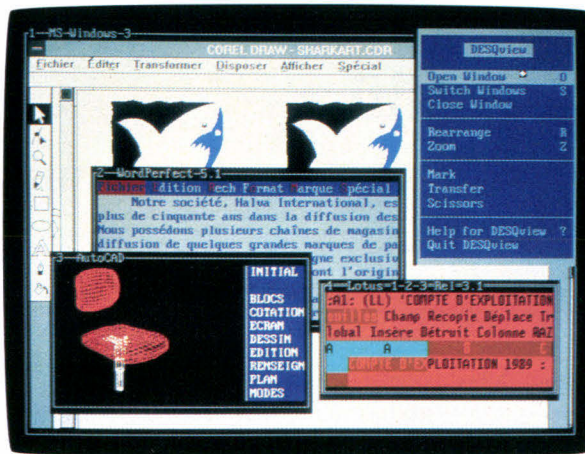 1-MS-Windows-3
COREL DRAW - SHARKART.CDR
Fichier Éditer Transformer Disposer Afficher Spécial
DESQview
Open Window O
Switch Windows S
Close Window
Rearrange R
Zoom Z
Mark
Transfer
Scissors
Help for DESQview ?
Quit DESQview
2-WordPerfect-5.1
Fichier Edition Rech Format Marque Spécial
Notre société, Halva International, es
plus de cinquante ans dans la diffusion des
Nous possédons plusieurs chaînes de magasin
diffusion de quelques grandes marques de pa
gne exclusiv
ont l'origin
3-AutoCAD
INITIAL
BLOCS
COTATION
ECRAN
DESSIN
EDITION
RENSEIGN
PLAN
MODES
4-Lotus-1-2-3-Rel-3.1
:A1: (LL) 'COMPTE D'EXPLOITATION
euilles Champ Recopie Déplace Tr
lobal Insère Détruit Colonne RAZ
A A B
COMPTE D'EXPLOITATION 1989 :